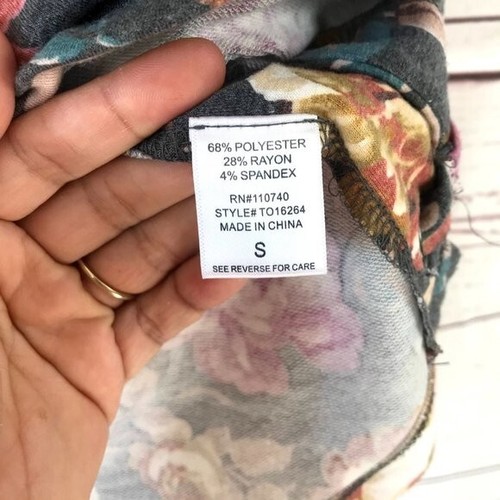 68% POLYESTER
28% RAYON
4% SPANDEX
RN#110740
STYLE# TO16264
MADE IN CHINA
S
SEE REVERSE FOR CARE